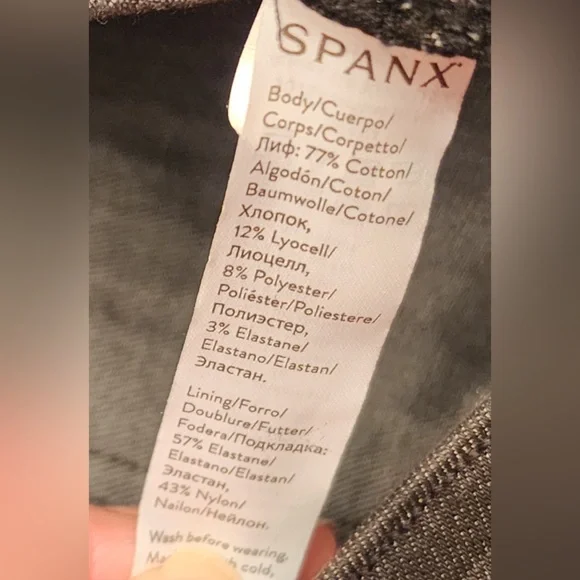 SPANX
Body/Cuerpo/
Corps/Corpetto/
Лиф: 77% Cotton/
Algodón/Coton/
Baumwolle/Cotone/
Хлопок,
12% Lyocell/
Лиоцелл,
8% Polyester/
Poliéster/Poliestere/
Полиэстер,
3% Elastane/
Elastano/Elastan/
Эластан.
Lining/Forro/
Doublure/Futter/
Fodera/Подкладка:
57% Elastane/
Elastano/Elastan/
Эластан,
43% Nylon/
Nailon/Нейлон.
Wash before wearing.
cold,